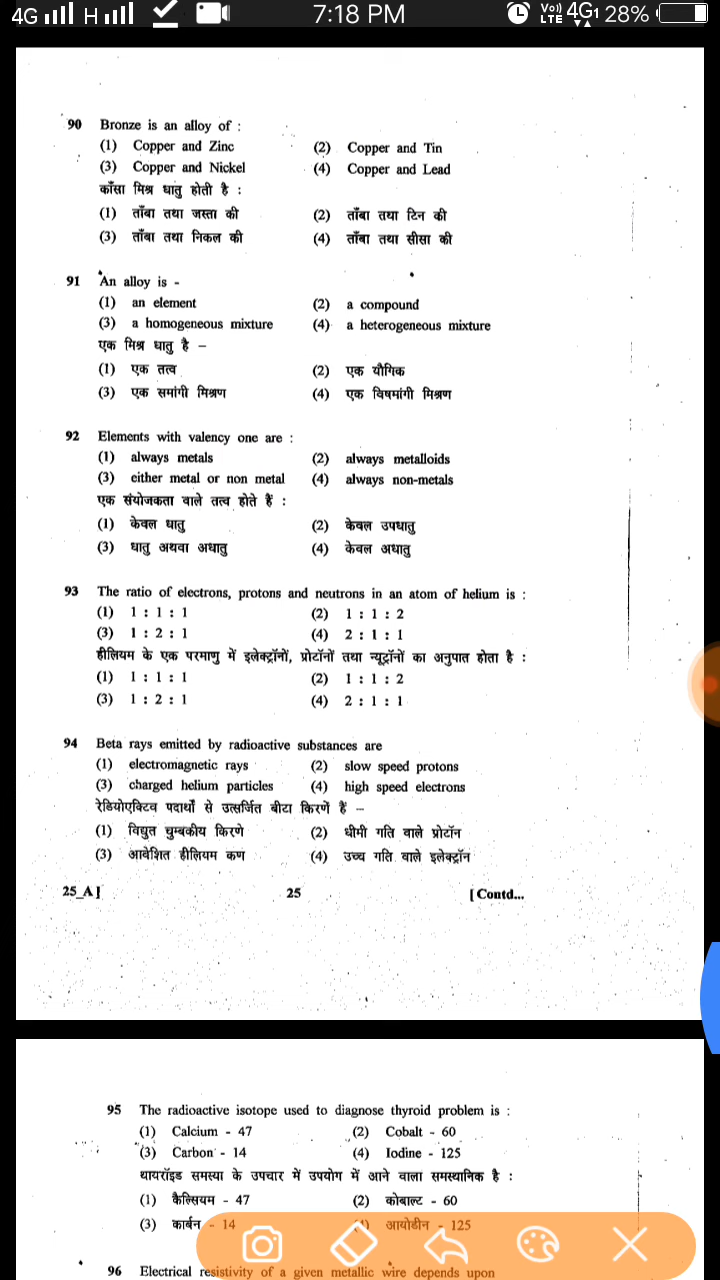 4G H 7:18 PM Vo)) LTE 4G1 28%
90 Bronze is an alloy of :
(1) Copper and Zinc (2) Copper and Tin
(3) Copper and Nickel (4) Copper and Lead
काँसा मिश्र धातु होती है :
(1) ताँबा तथा जस्ता की (2) ताँबा तथा टिन की
(3) ताँबा तथा निकल की (4) ताँबा तथा सीसा की
91 An alloy is -
(1) an element (2) a compound
(3) a homogeneous mixture (4) a heterogeneous mixture
एक मिश्र धातु है –
(1) एक तत्व (2) एक यौगिक
(3) एक समांगी मिश्रण (4) एक विषमांगी मिश्रण
92 Elements with valency one are :
(1) always metals (2) always metalloids
(3) either metal or non metal (4) always non-metals
एक संयोजकता वाले तत्व होते हैं :
(1) केवल धातु (2) केवल उपधातु
(3) धातु अथवा अधातु (4) केवल अधातु
93 The ratio of electrons, protons and neutrons in an atom of helium is :
(1) 1 : 1 : 1 (2) 1 : 1 : 2
(3) 1 : 2 : 1 (4) 2 : 1 : 1
हीलियम के एक परमाणु में इलेक्ट्रॉनों, प्रोटॉनों तथा न्यूट्रॉनों का अनुपात होता है :
(1) 1 : 1 : 1 (2) 1 : 1 : 2
(3) 1 : 2 : 1 (4) 2 : 1 : 1
94 Beta rays emitted by radioactive substances are
(1) electromagnetic rays (2) slow speed protons
(3) charged helium particles (4) high speed electrons
रेडियोएक्टिव पदार्थों से उत्सर्जित बीटा किरणें हैं –
(1) विद्युत चुम्बकीय किरणे (2) धीमी गति वाले प्रोटॉन
(3) आवेशित हीलियम कण (4) उच्च गति वाले इलेक्ट्रॉन
25_A ] 25 [ Contd...
95 The radioactive isotope used to diagnose thyroid problem is :
(1) Calcium - 47 (2) Cobalt - 60
(3) Carbon - 14 (4) Iodine - 125
थायरॉइड समस्या के उपचार में उपयोग में आने वाला समस्थानिक है :
(1) कैल्सियम - 47 (2) कोबाल्ट - 60
(3) कार्बन - 14 (4) आयोडीन - 125
96 Electrical resistivity of a given metallic wire depends upon